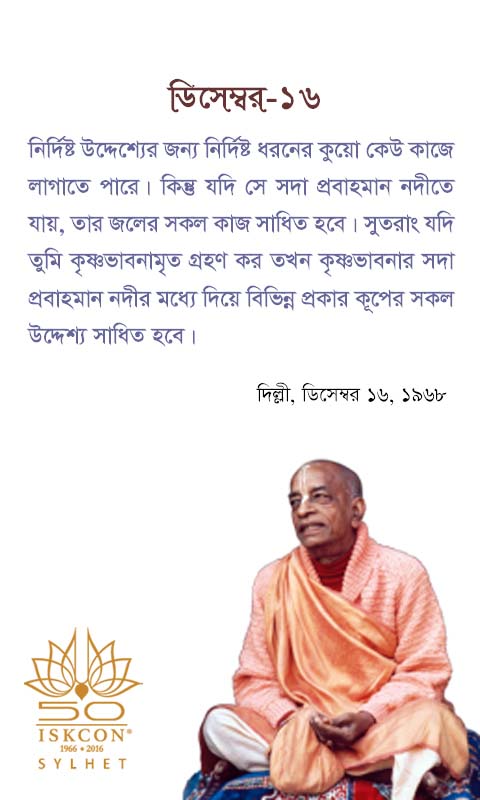 ডিসেম্বর-১৬
নির্দিষ্ট উদ্দেশ্যের জন্য নির্দিষ্ট ধরনের কুয়ো কেউ কাজে
লাগাতে পারে। কিন্তু যদি সে সদা প্রবাহমান নদীতে
যায়, তার জলের সকল কাজ সাধিত হবে। সুতরাং যদি
তুমি কৃষ্ণভাবনামৃত গ্রহণ কর তখন কৃষ্ণভাবনার সদা
প্রবাহমান নদীর মধ্যে দিয়ে বিভিন্ন প্রকার কূপের সকল
উদ্দেশ্য সাধিত হবে।
দিল্লী, ডিসেম্বর ১৬, ১৯৬৮
50
ISKCON®
1966 • 2016
SYLHET